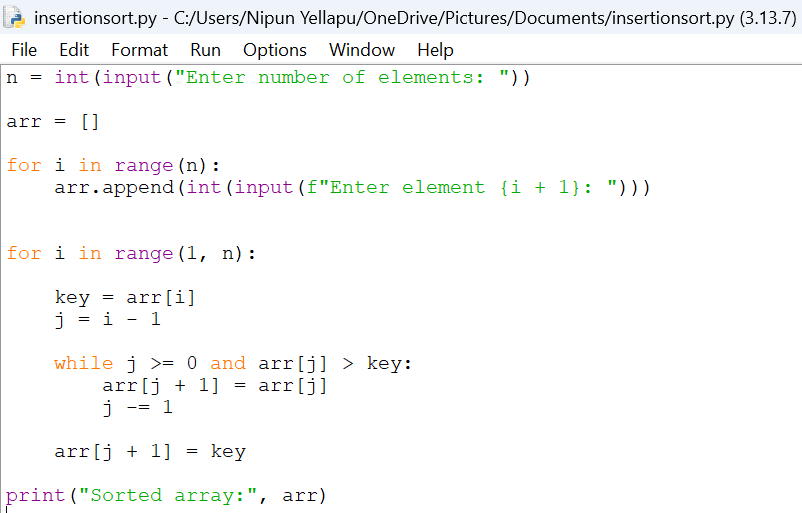 insertionsort.py - C:/Users/Nipun Yellapu/OneDrive/Pictures/Documents/insertionsort.py (3.13.7)
File Edit Format Run Options Window Help
n = int(input("Enter number of elements: "))
arr = []
for i in range(n):
    arr.append(int(input(f"Enter element {i + 1}: ")))
for i in range(1, n):
    key = arr[i]
    j = i - 1
    while j >= 0 and arr[j] > key:
        arr[j + 1] = arr[j]
        j -= 1
    arr[j + 1] = key
print("Sorted array:", arr)